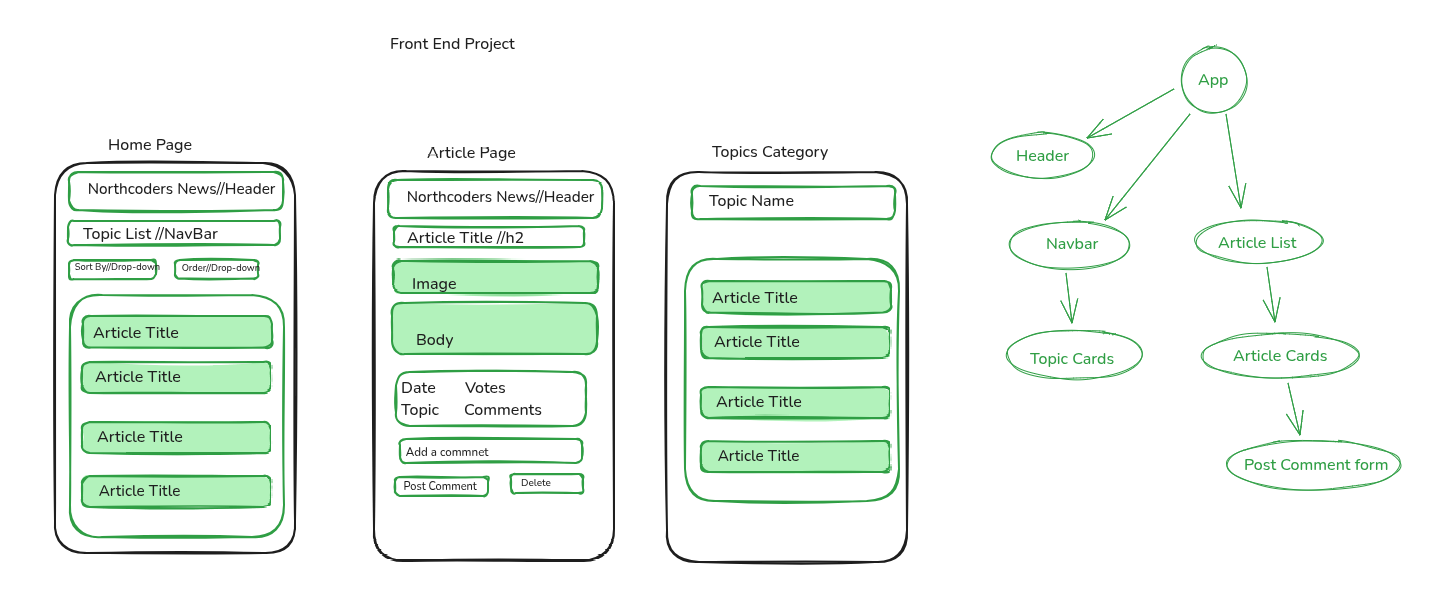 Front End Project
Home Page
Northcoders News//Header
Topic List //NavBar
Sort By//Drop-down
Order//Drop-down
Article Title
Article Title
Article Title
Article Title
Article Page
Northcoders News//Header
Article Title //h2
Image
Body
Date Votes
Topic Comments
Add a commnet
Post Comment
Delete
Topics Category
Topic Name
Article Title
Article Title
Article Title
Article Title
App
Header
Navbar
Article List
Topic Cards
Article Cards
Post Comment form